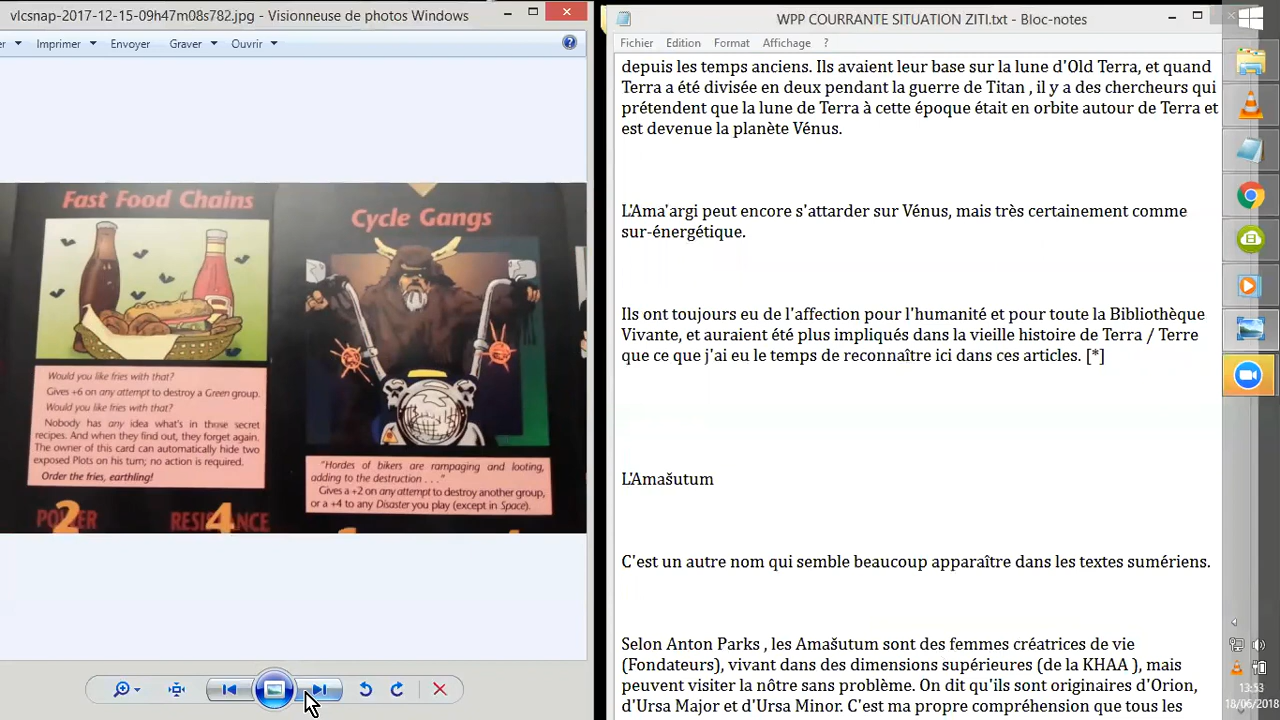 vlcsnap-2017-12-15-09h47m08s782.jpg - Visionneuse de photos Windows
Imprimer
Envoyer
Graver
Ouvrir
Fast Food Chains
Would you like fries with that?
Gives +6 on any attempt to destroy a Green group.
Would you like fries with that?
Nobody has any idea what's in those secret
recipes. And when they find out, they forget again.
The owner of this card can automatically hide two
exposed Plots on his turn; no action is required.
Order the fries, earthling!
POWER
2
RESISTANCE
4
Cycle Gangs
"Hordes of bikers are rampaging and looting,
adding to the destruction . . ."
Gives a +2 on any attempt to destroy another group,
or a +4 to any Disaster you play (except in Space).
WPP COURRANTE SITUATION ZITI.txt - Bloc-notes
Fichier Edition Format Affichage ?
depuis les temps anciens. Ils avaient leur base sur la lune d'Old Terra, et quand
Terra a été divisée en deux pendant la guerre de Titan , il y a des chercheurs qui
prétendent que la lune de Terra à cette époque était en orbite autour de Terra et
est devenue la planète Vénus.
L'Ama'argi peut encore s'attarder sur Vénus, mais très certainement comme
sur-énergétique.
Ils ont toujours eu de l'affection pour l'humanité et pour toute la Bibliothèque
Vivante, et auraient été plus impliqués dans la vieille histoire de Terra / Terre
que ce que j'ai eu le temps de reconnaître ici dans ces articles. [*]
L'Amašutum
C'est un autre nom qui semble beaucoup apparaître dans les textes sumériens.
Selon Anton Parks , les Amašutum sont des femmes créatrices de vie
(Fondateurs), vivant dans des dimensions supérieures (de la KHAA ), mais
peuvent visiter la nôtre sans problème. On dit qu'ils sont originaires d'Orion,
d'Ursa Major et d'Ursa Minor. C'est ma propre compréhension que tous les
13:53
18/06/2018